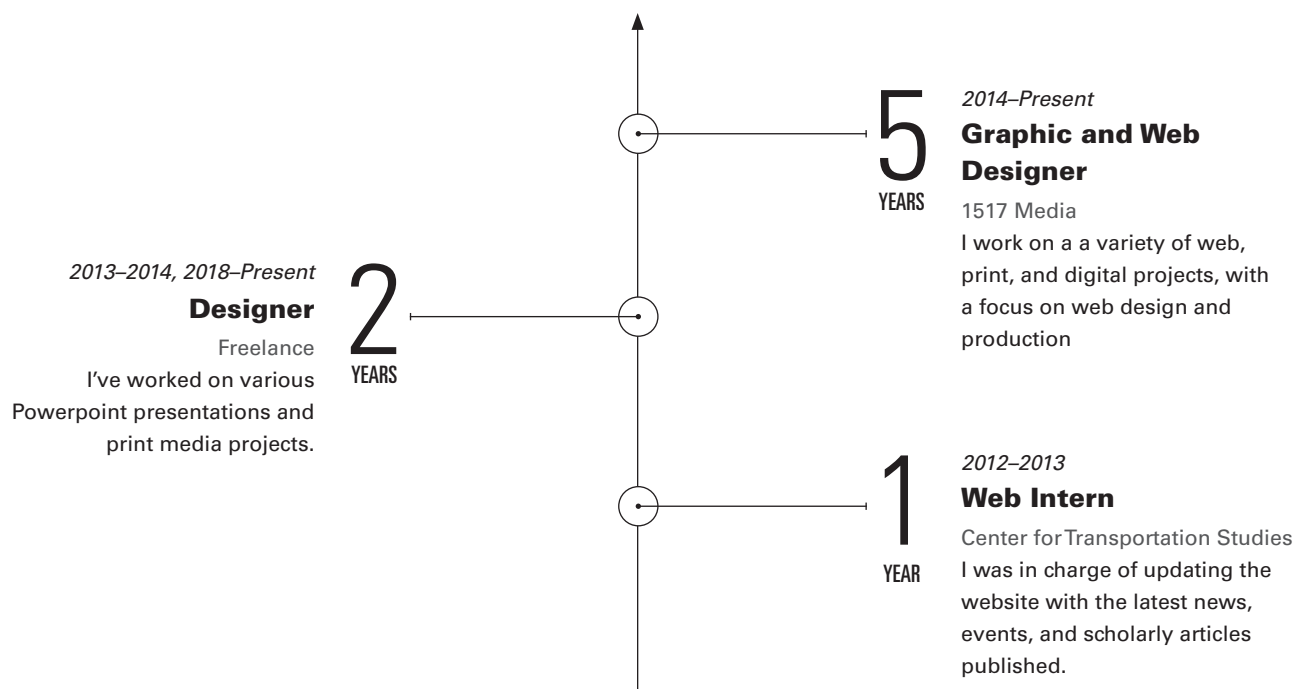 5
YEARS
2014–Present
Graphic and Web
Designer
1517 Media
I work on a a variety of web,
print, and digital projects, with
a focus on web design and
production
2013–2014, 2018–Present
Designer
Freelance
I've worked on various
Powerpoint presentations and
print media projects.
2
YEARS
1
YEAR
2012–2013
Web Intern
Center for Transportation Studies
I was in charge of updating the
website with the latest news,
events, and scholarly articles
published.